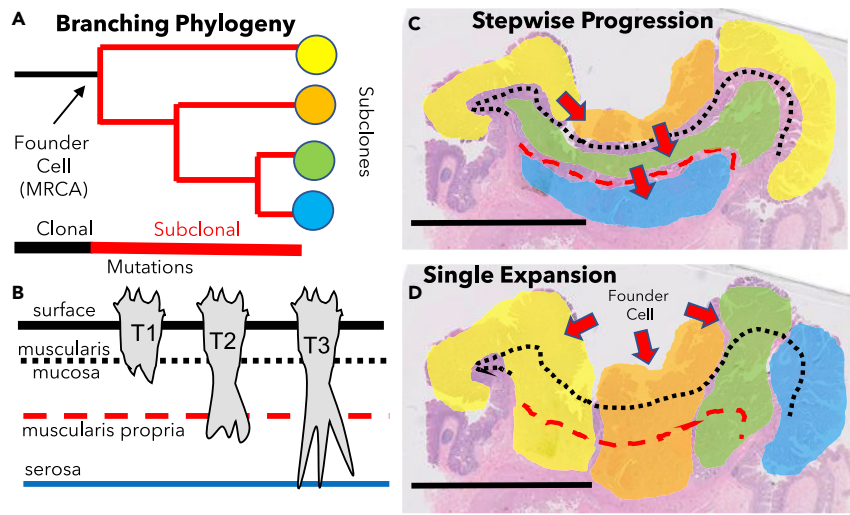 A
Branching Phylogeny
Founder
Cell
(MRCA)
Subclones
Clonal
Subclonal
Mutations
B
surface
muscularis
mucosa
muscularis propria
serosa
T1
T2
T3
C
Stepwise Progression
Single Expansion
D
Founder
Cell